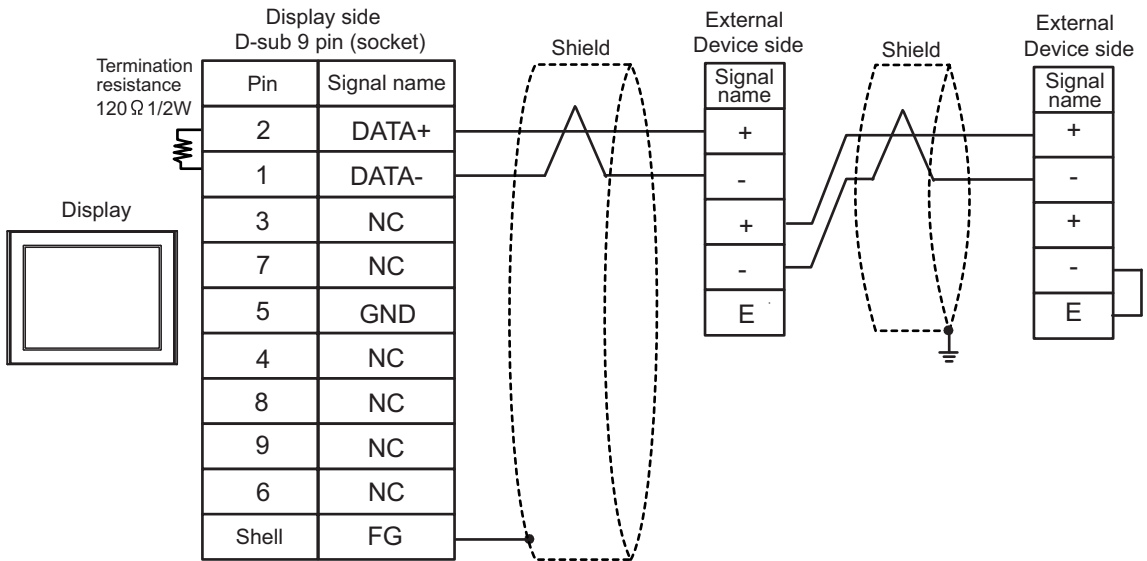 Display side
D-sub 9 pin (socket)
Termination
resistance
120Ω 1/2W
Pin Signal name
2 DATA+
1 DATA-
3 NC
7 NC
5 GND
4 NC
8 NC
9 NC
6 NC
Shell FG
Display
Shield
External
Device side
Signal
name
+
-
+
-
E
Shield
External
Device side
Signal
name
+
-
+
-
E